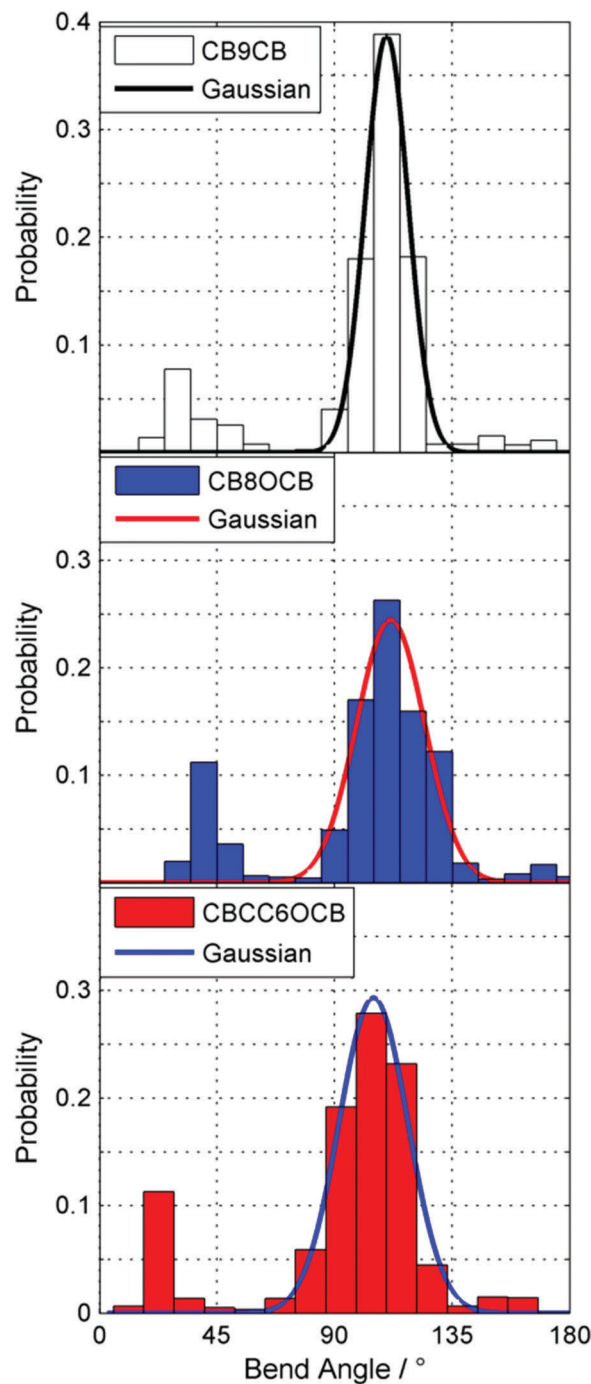 0.4
CB9CB
Gaussian
0.3
Probability
0.2
0.1
CB8OCB
Gaussian
0.3
Probability
0.2
0.1
CBCC6OCB
Gaussian
0.3
Probability
0.2
0.1
0
0 45 90 135 180
Bend Angle / °